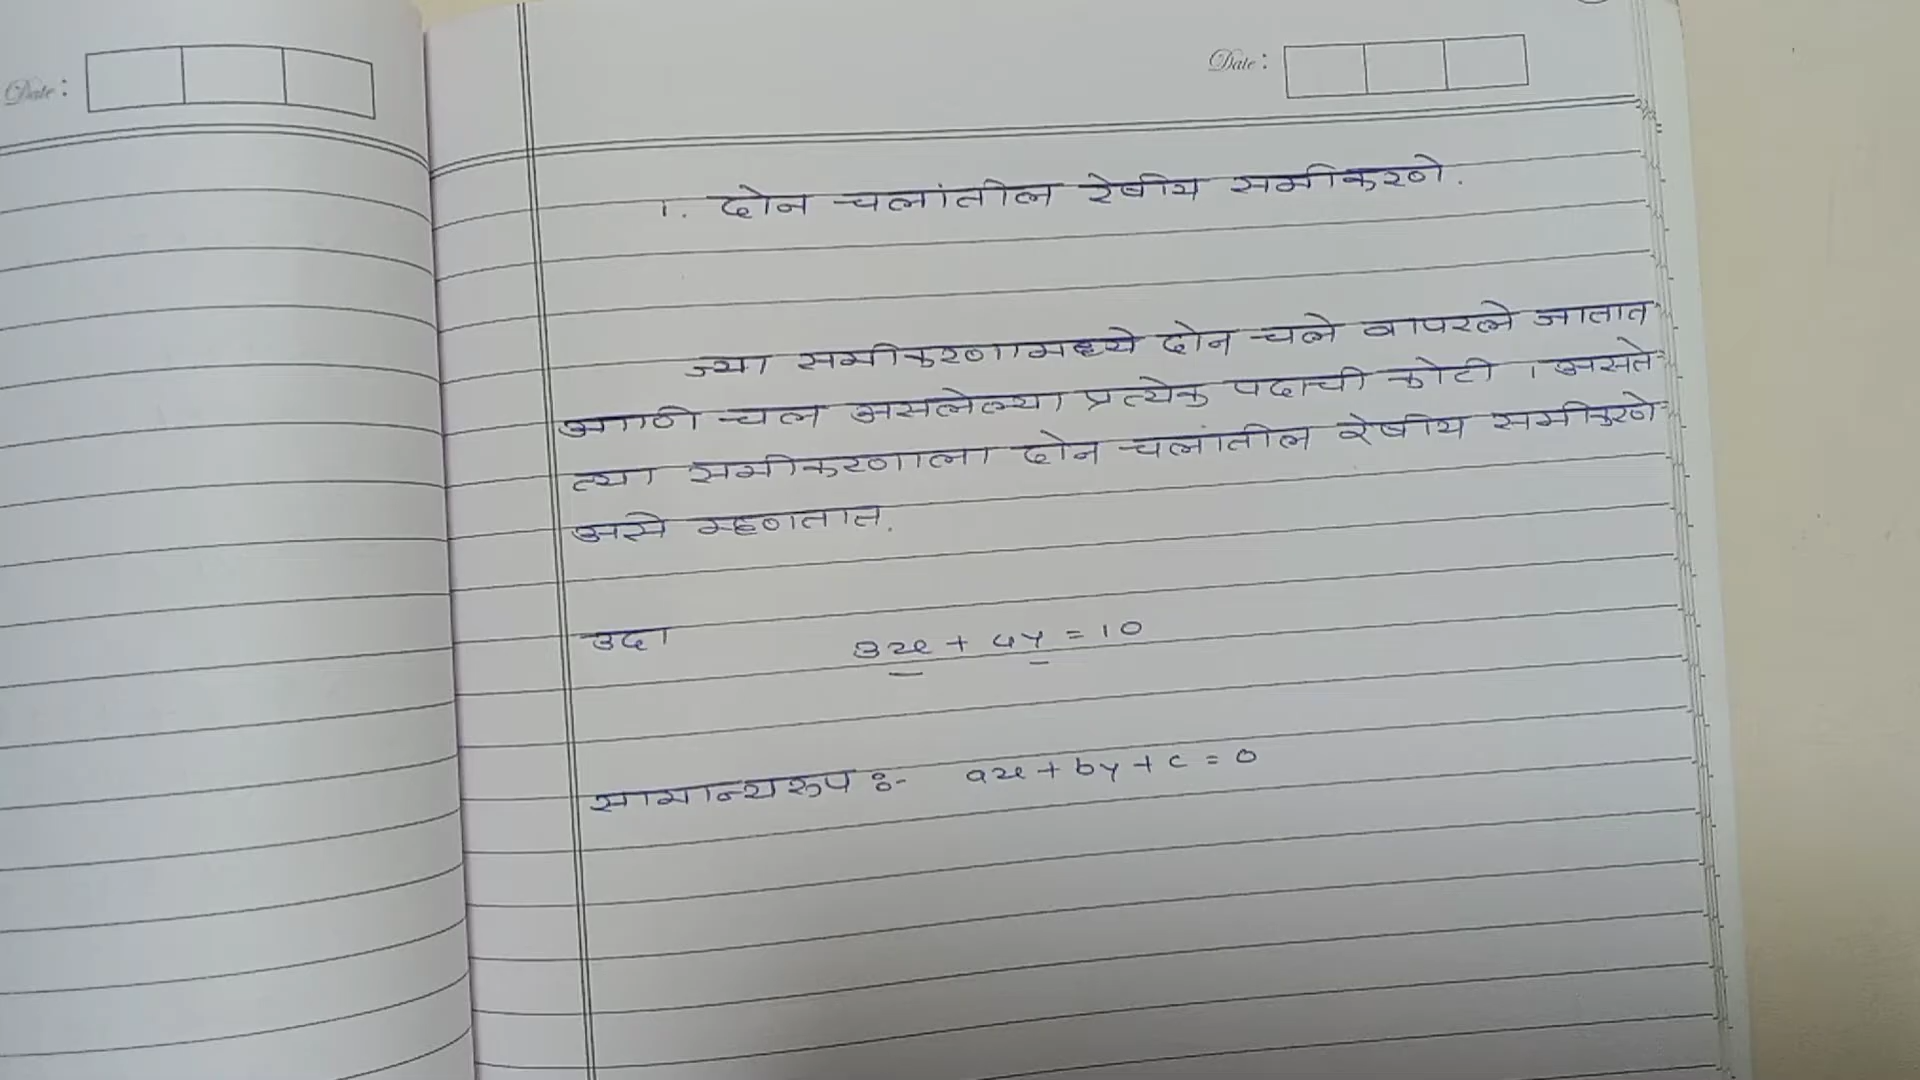 Date :
Date :
1. दोन चलांतील रेषीय समीकरणे.
ज्या समीकरणामध्ये दोन चले वापरले जातात
आणी चल असलेल्या प्रत्येक पदाची कोटी 1 असते
त्या समीकरणाला दोन चलांतील रेषीय समीकरणे
असे म्हणतात.
उदा 3x + 4y = 10
सामान्यरुप :- ax + by + c = 0